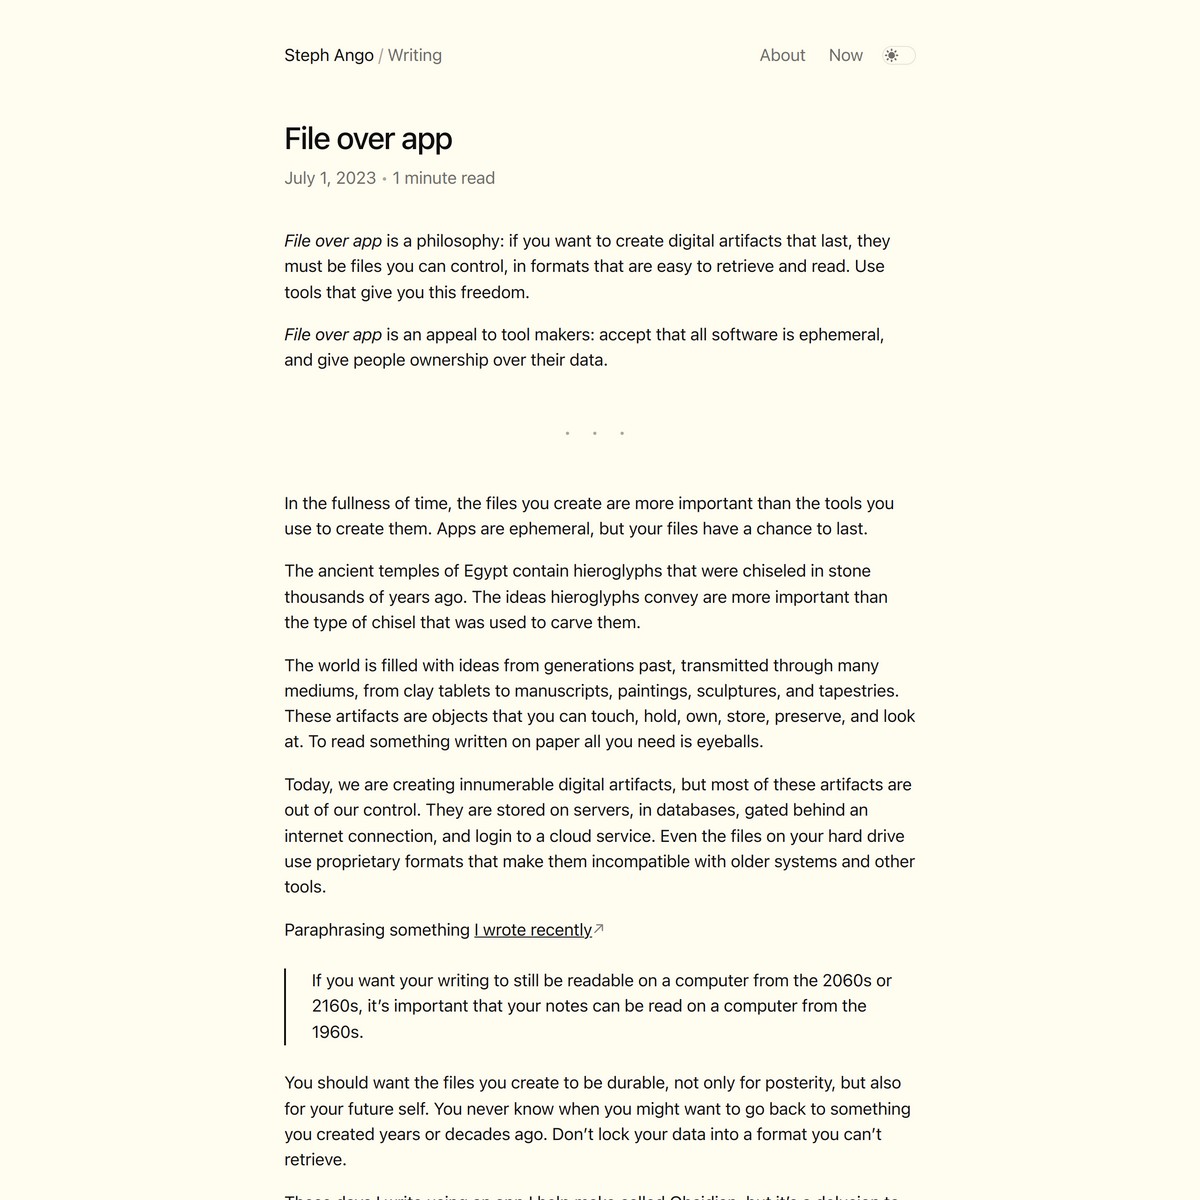 Steph Ango / Writing
About Now
File over app
July 1, 2023 • 1 minute read
File over app is a philosophy: if you want to create digital artifacts that last, they
must be files you can control, in formats that are easy to retrieve and read. Use
tools that give you this freedom.
File over app is an appeal to tool makers: accept that all software is ephemeral,
and give people ownership over their data.
. . .
In the fullness of time, the files you create are more important than the tools you
use to create them. Apps are ephemeral, but your files have a chance to last.
The ancient temples of Egypt contain hieroglyphs that were chiseled in stone
thousands of years ago. The ideas hieroglyphs convey are more important than
the type of chisel that was used to carve them.
The world is filled with ideas from generations past, transmitted through many
mediums, from clay tablets to manuscripts, paintings, sculptures, and tapestries.
These artifacts are objects that you can touch, hold, own, store, preserve, and look
at. To read something written on paper all you need is eyeballs.
Today, we are creating innumerable digital artifacts, but most of these artifacts are
out of our control. They are stored on servers, in databases, gated behind an
internet connection, and login to a cloud service. Even the files on your hard drive
use proprietary formats that make them incompatible with older systems and other
tools.
Paraphrasing something I wrote recently↗
If you want your writing to still be readable on a computer from the 2060s or
2160s, it’s important that your notes can be read on a computer from the
1960s.
You should want the files you create to be durable, not only for posterity, but also
for your future self. You never know when you might want to go back to something
you created years or decades ago. Don’t lock your data into a format you can’t
retrieve.